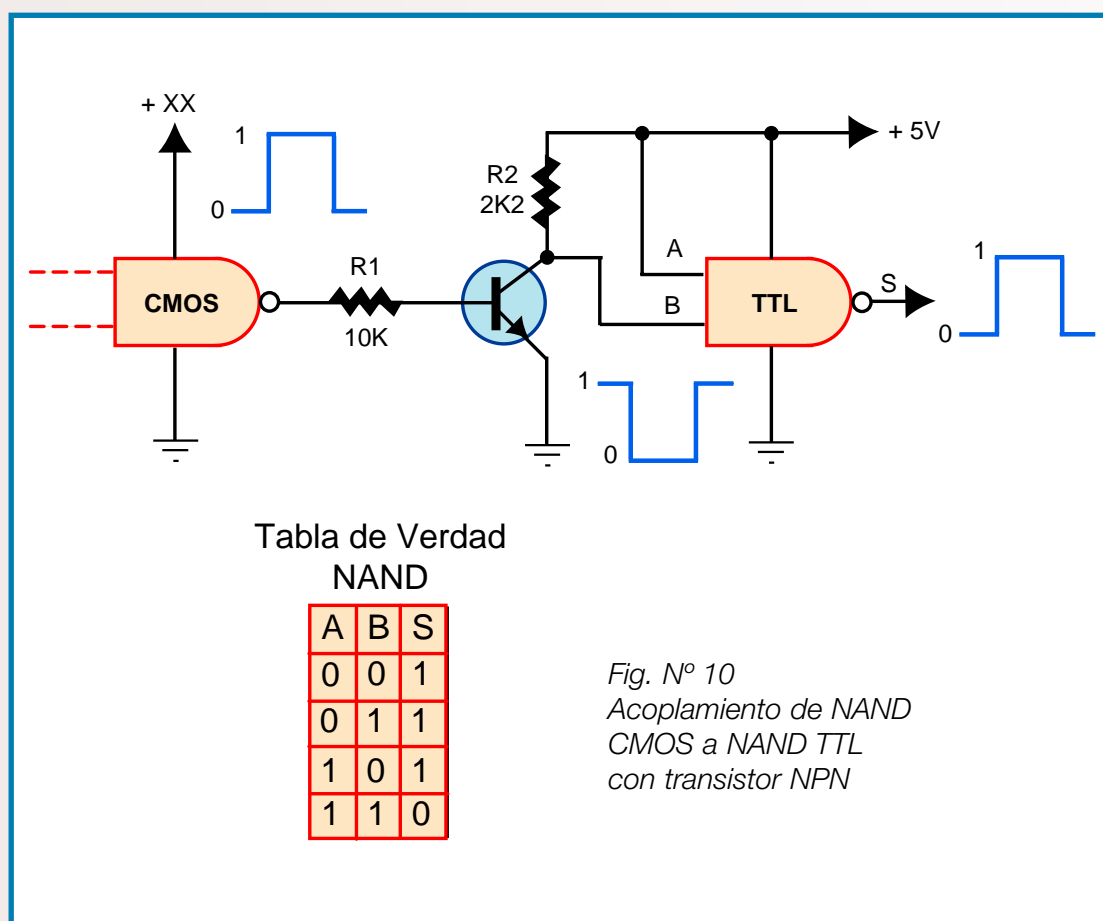 + XX
1
0
CMOS
R1
10K
R2
2K2
+ 5V
A
B
TTL
S
1
0
1
0
Tabla de Verdad
NAND
A B S
0 0 1
0 1 1
1 0 1
1 1 0
Fig. Nº 10
Acoplamiento de NAND
CMOS a NAND TTL
con transistor NPN